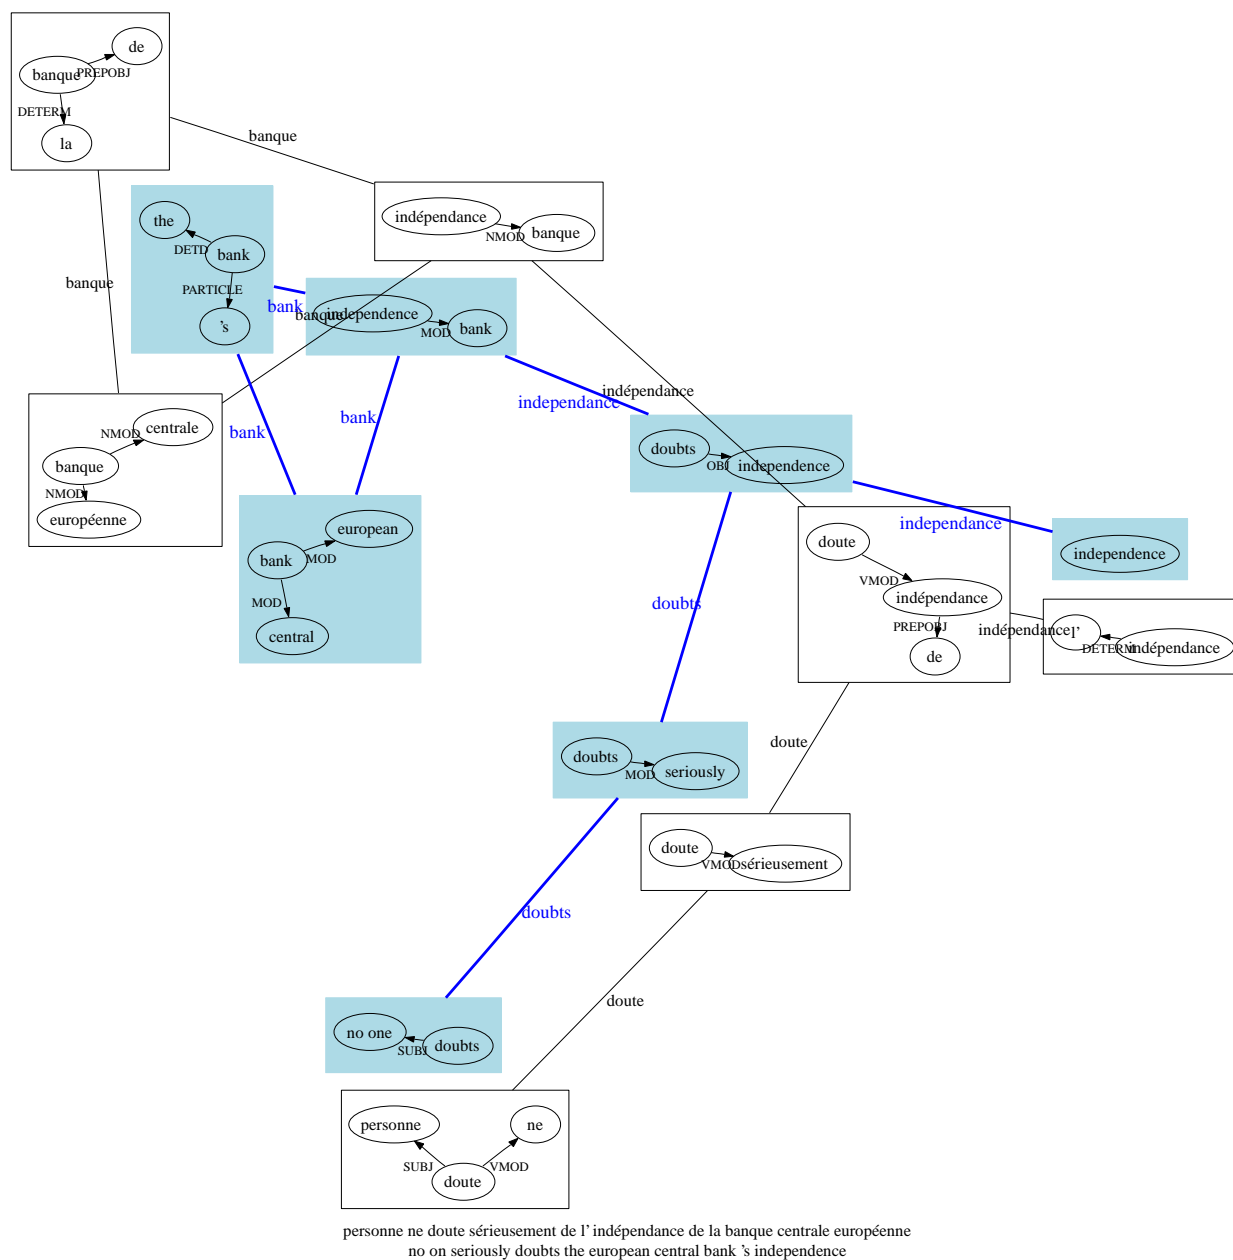 de
banque
PREPOBJ
DETERM
la
banque
the
indépendance
NMOD
banque
DETD
bank
banque
PARTICLE
's
bank
banque
independence
MOD
bank
indépendance
independance
centrale
NMOD
banque
NMOD
européenne
bank
bank
doubts
OBJ
independence
european
bank
MOD
MOD
central
independance
independence
doute
VMOD
indépendance
PREPOBJ
de
indépendance
l'
DETERM
indépendance
doubts
doubts
MOD
seriously
doute
doute
VMOD
sérieusement
doubts
doute
no one
SUBJ
doubts
personne
ne
SUBJ
VMOD
doute
personne ne doute sérieusement de l' indépendance de la banque centrale européenne
no on seriously doubts the european central bank 's independence